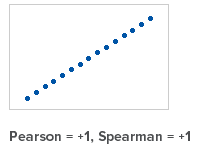 Pearson = +1, Spearman = +1